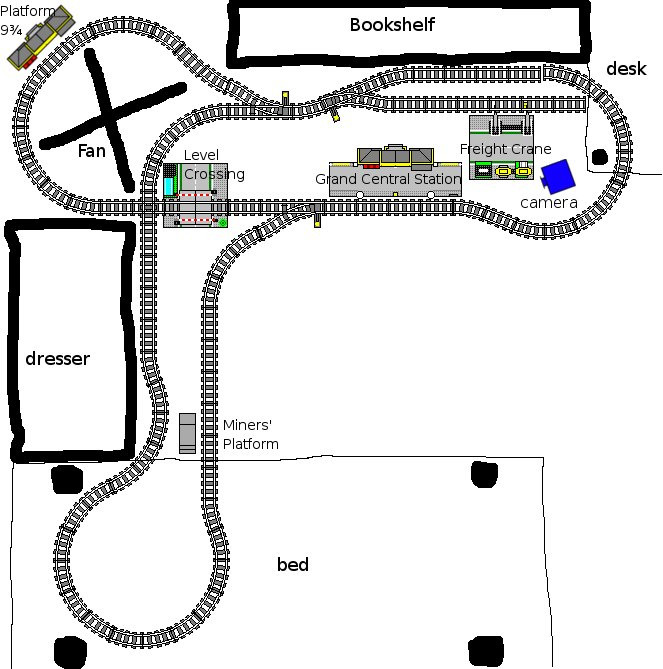 Platform
9¾
Bookshelf
desk
Fan
Level
Crossing
Freight Crane
Grand Central Station
camera
dresser
Miners'
Platform
bed